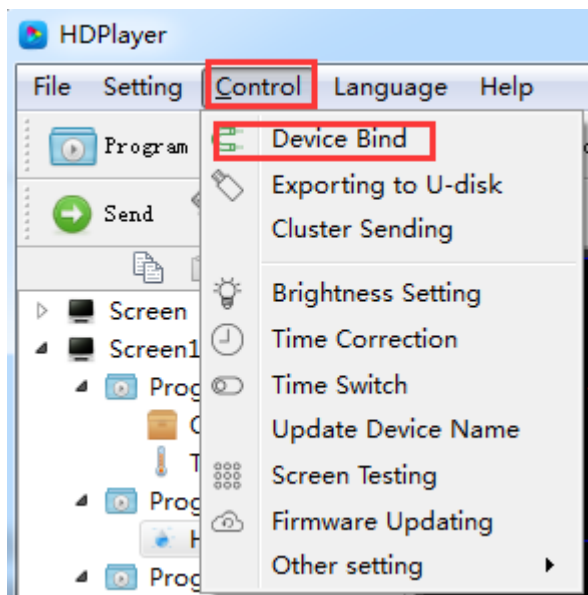 HDPlayer
File Setting Control Language Help
Program
Device Bind
Exporting to U-disk
Send
Cluster Sending
Screen
Brightness Setting
Screen1
Time Correction
Time Switch
Update Device Name
Screen Testing
Firmware Updating
Other setting